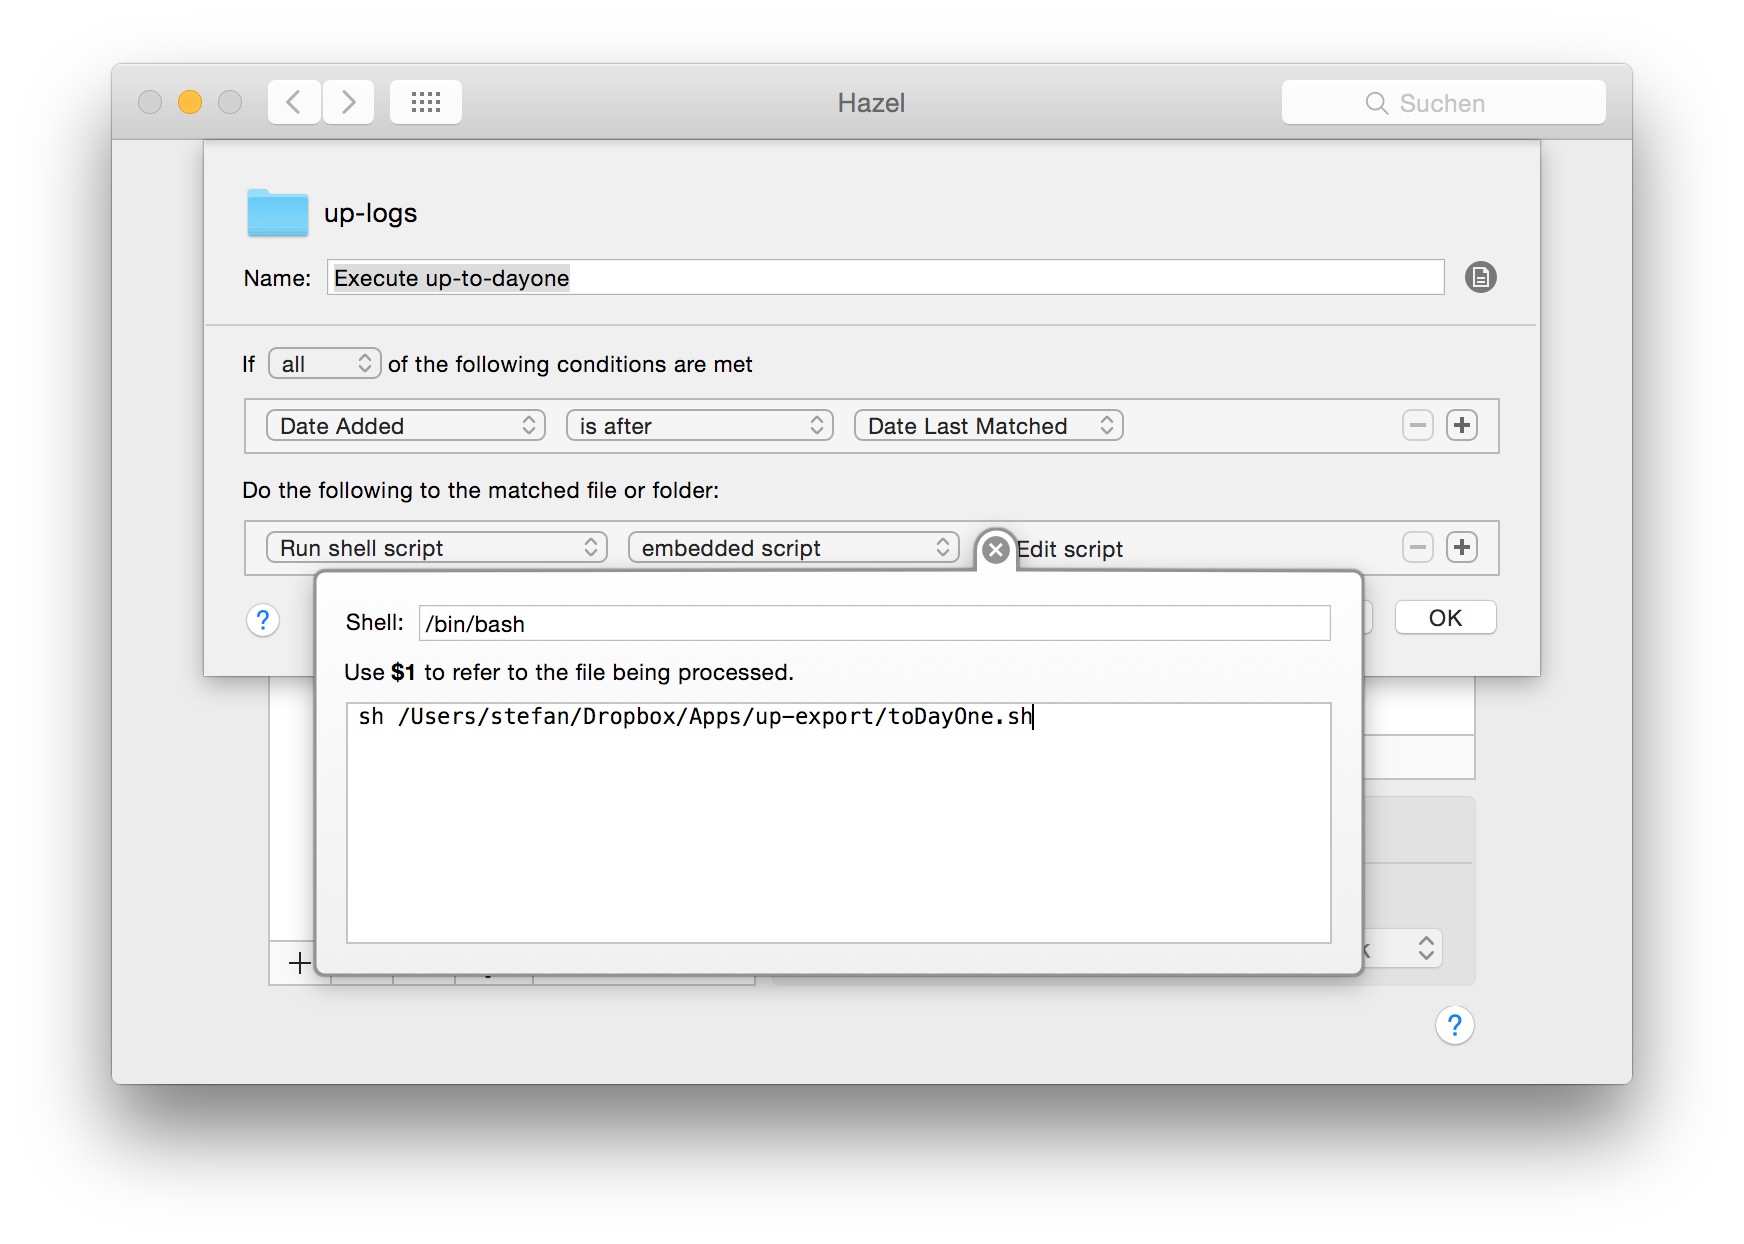 Hazel
Suchen
up-logs
Name: Execute up-to-dayone
If all of the following conditions are met
Date Added is after Date Last Matched
Do the following to the matched file or folder:
Run shell script embedded script Edit script
? OK
Shell: /bin/bash
Use $1 to refer to the file being processed.
sh /Users/stefan/Dropbox/Apps/up-export/toDayOne.sh
?